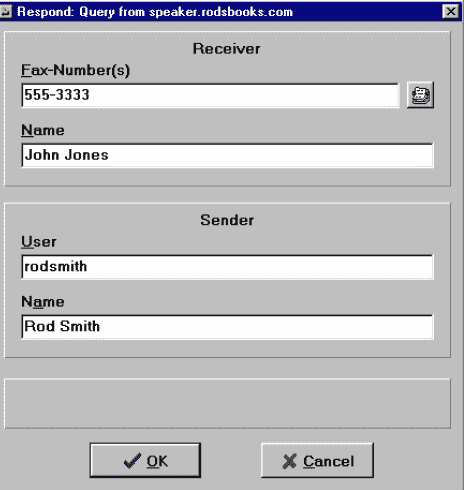 Respond: Query from speaker.rodsbooks.com
Receiver
Fax-Number(s)
555-3333
Name
John Jones
Sender
User
rodsmith
Name
Rod Smith
OK
Cancel